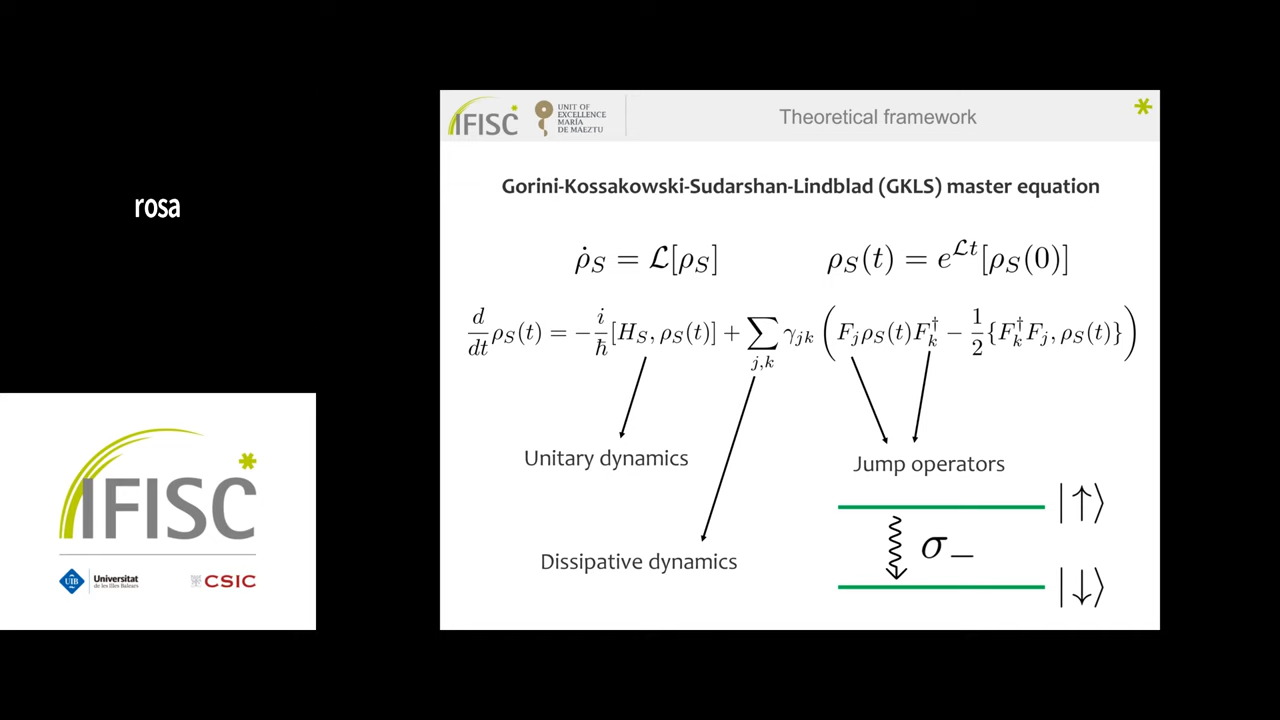 rosa
IFISC
UIB
Universitat
de les Illes Balears
CSIC
IFISC
UNIT OF
EXCELLENCE
MARÍA
DE MAEZTU
Theoretical framework
Gorini-Kossakowski-Sudarshan-Lindblad (GKLS) master equation
ρ̇_S = ℒ[ρ_S] ρ_S(t) = e^{ℒt}[ρ_S(0)]
d/dt ρ_S(t) = −i/ℏ [H_S, ρ_S(t)] + ∑_{j,k} γ_{jk} (F_j ρ_S(t) F_k^† − 1/2 {F_k^† F_j, ρ_S(t)})
Unitary dynamics
Jump operators
|↑⟩
σ_−
Dissipative dynamics
|↓⟩